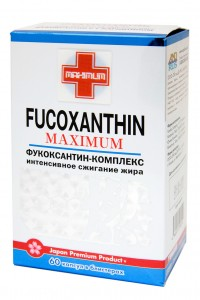 MAXIMUM
FUCOXANTHIN
MAXIMUM
ФУКОКСАНТИН-КОМПЛЕКС
интенсивное сжигание жира
Japan Premium Product
60 капсул в блистерах